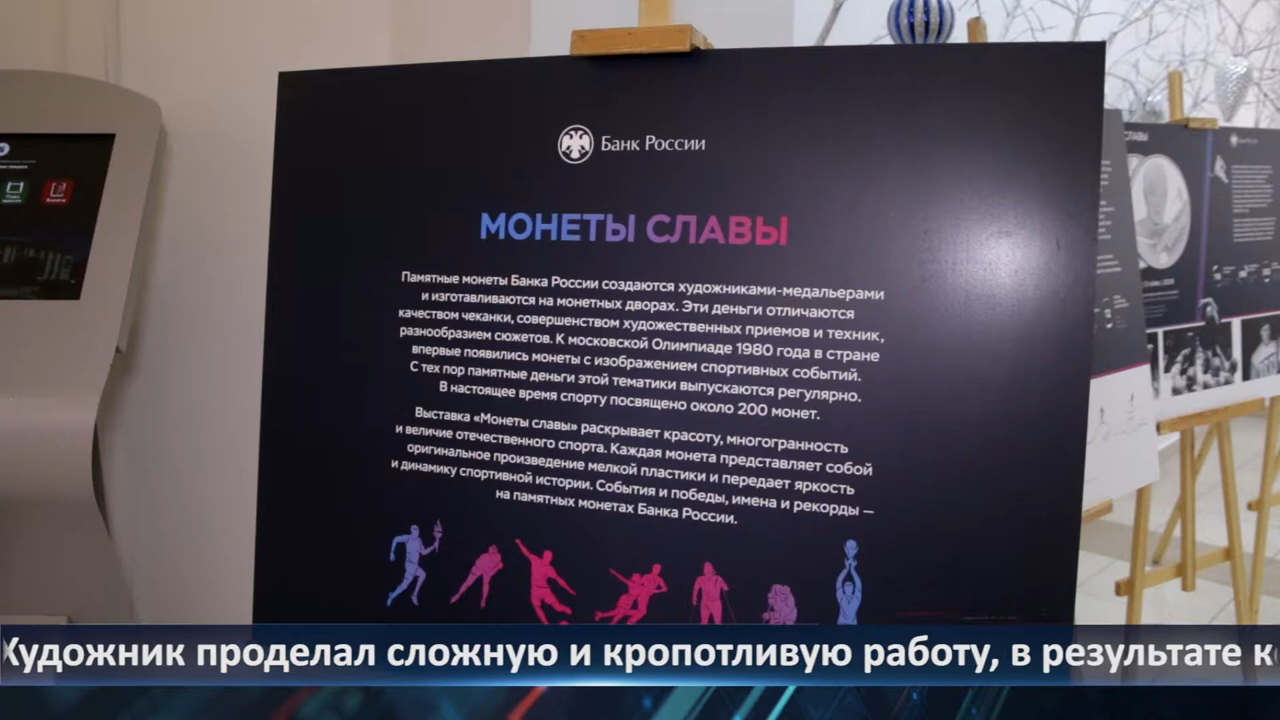 Банк России
МОНЕТЫ СЛАВЫ
Памятные монеты Банка России создаются художниками-медальерами
и изготавливаются на монетных дворах. Эти деньги отличаются
качеством чеканки, совершенством художественных приемов и техник,
разнообразием сюжетов. К московской Олимпиаде 1980 года в стране
впервые появились монеты с изображением спортивных событий.
С тех пор памятные деньги этой тематики выпускаются регулярно.
В настоящее время спорту посвящено около 200 монет.
Выставка «Монеты славы» раскрывает красоту, многогранность
и величие отечественного спорта. Каждая монета представляет собой
оригинальное произведение мелкой пластики и передает яркость
и динамику спортивной истории. События и победы, имена и рекорды —
на памятных монетах Банка России.
Художник проделал сложную и кропотливую работу, в результате